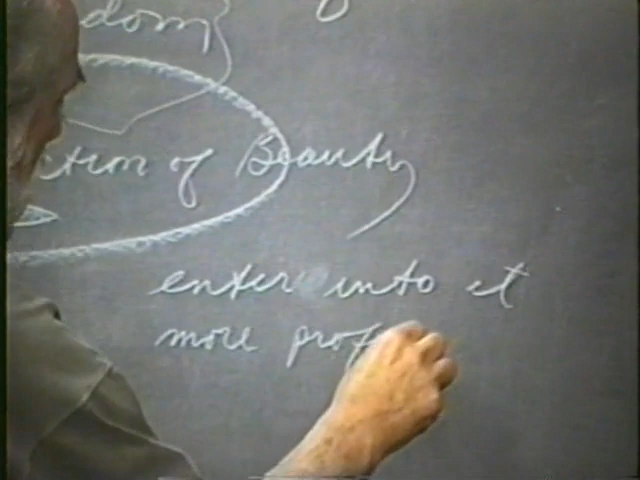 dom
ction of Beauty
enter into it
more prof